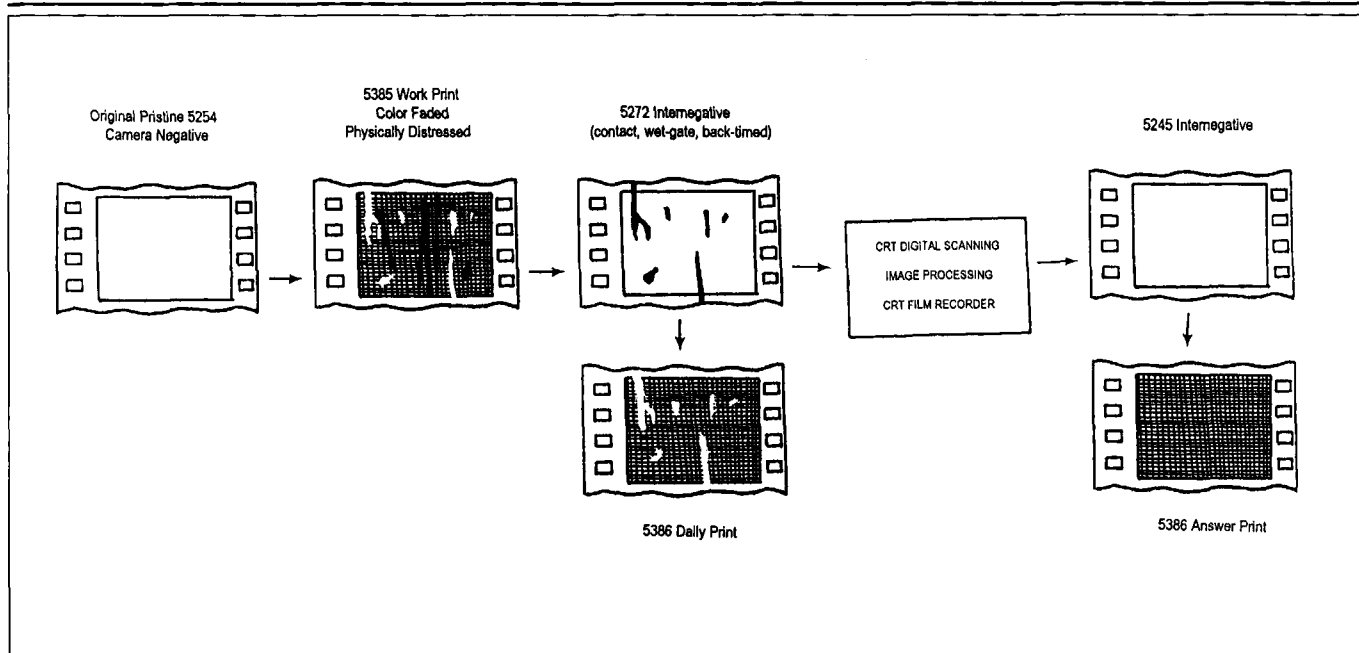 Original Pristine 5254
Camera Negative
5385 Work Print
Color Faded
Physically Distressed
5272 Internegative
(contact, wet-gate, back-timed)
CRT DIGITAL SCANNING
IMAGE PROCESSING
CRT FILM RECORDER
5245 Internegative
5386 Daily Print
5386 Answer Print